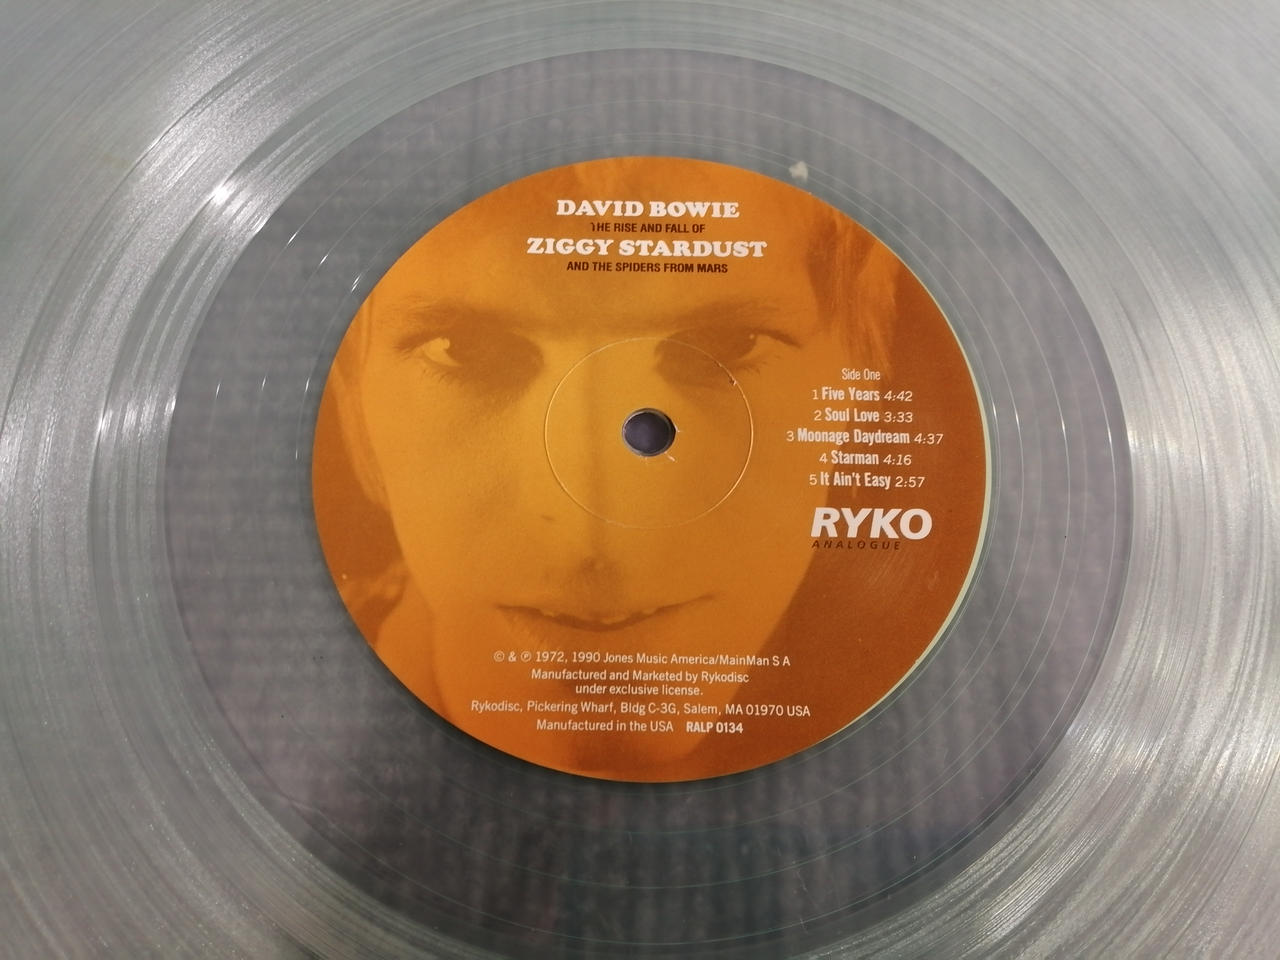 DAVID BOWIE
THE RISE AND FALL OF
ZIGGY STARDUST
AND THE SPIDERS FROM MARS
Side One
1 Five Years 4:42
2 Soul Love 3:33
3 Moonage Daydream 4:37
4 Starman 4:16
5 It Ain't Easy 2:57
RYKO
ANALOGUE
© & ℗ 1972, 1990 Jones Music America/MainMan S A
Manufactured and Marketed by Rykodisc
under exclusive license.
Rykodisc, Pickering Wharf, Bldg C-3G, Salem, MA 01970 USA
Manufactured in the USA RALP 0134